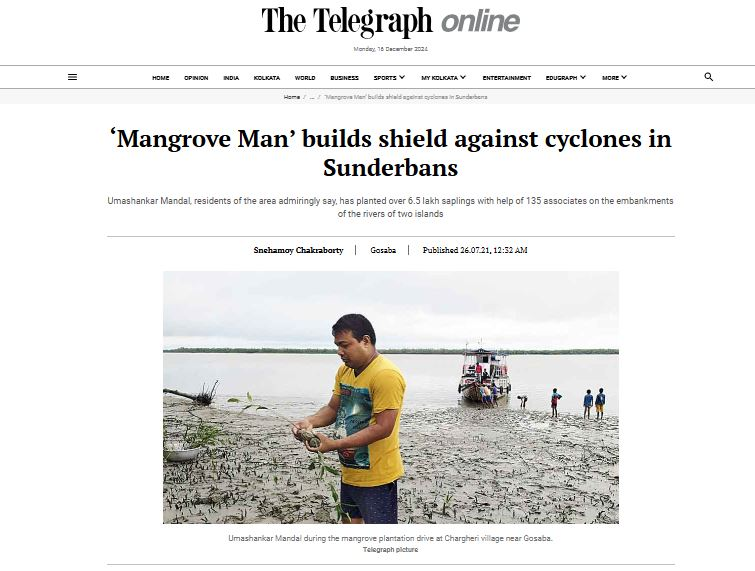 The Telegraph online
Monday, 16 December 2024
HOME OPINION INDIA KOLKATA WORLD BUSINESS SPORTS MY KOLKATA ENTERTAINMENT EDUGRAPH MORE
Home / ... / 'Mangrove Man' builds shield against cyclones in Sunderbans
‘Mangrove Man’ builds shield against cyclones in
Sunderbans
Umashankar Mandal, residents of the area admiringly say, has planted over 6.5 lakh saplings with help of 135 associates on the embankments
of the rivers of two islands
Snehamoy Chakraborty | Gosaba | Published 26.07.21, 12:32 AM
Umashankar Mandal during the mangrove plantation drive at Chargheri village near Gosaba.
Telegraph picture